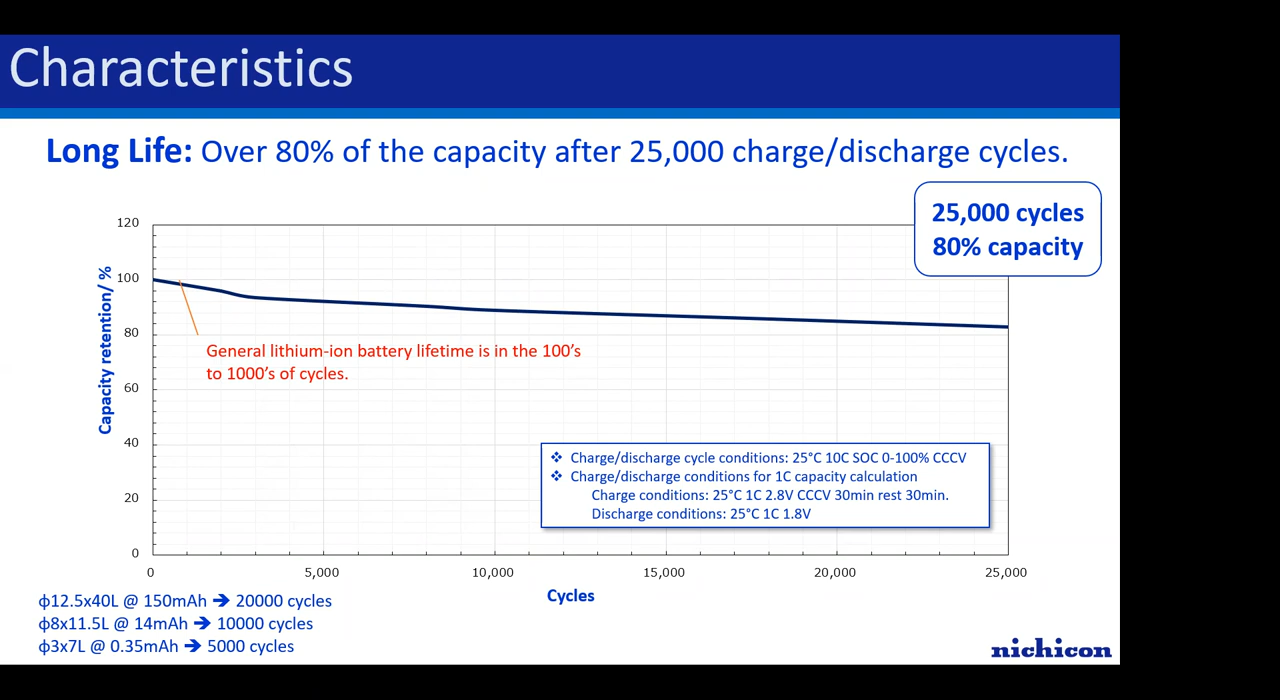 Characteristics
Long Life: Over 80% of the capacity after 25,000 charge/discharge cycles.
25,000 cycles
80% capacity
120
100
80
60
40
20
0
Capacity retention/ %
General lithium-ion battery lifetime is in the 100's
to 1000's of cycles.
❖ Charge/discharge cycle conditions: 25°C 10C SOC 0-100% CCCV
❖ Charge/discharge conditions for 1C capacity calculation
Charge conditions: 25°C 1C 2.8V CCCV 30min rest 30min.
Discharge conditions: 25°C 1C 1.8V
0 5,000 10,000 15,000 20,000 25,000
Cycles
ϕ12.5x40L @ 150mAh ➔ 20000 cycles
ϕ8x11.5L @ 14mAh ➔ 10000 cycles
ϕ3x7L @ 0.35mAh ➔ 5000 cycles
nichicon